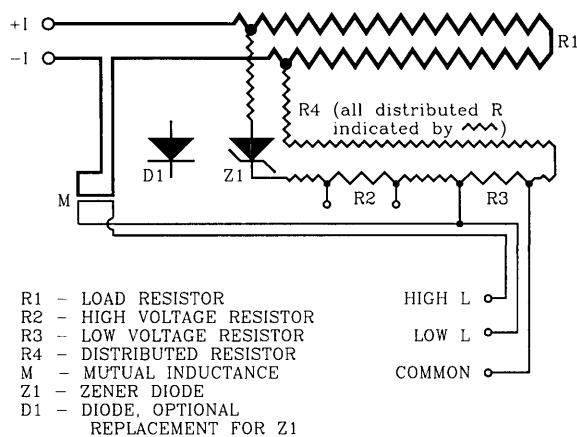 +I
-I
R1
R4 (all distributed R
indicated by )
D1
Z1
R2
R3
M
R1 - LOAD RESISTOR
R2 - HIGH VOLTAGE RESISTOR
R3 - LOW VOLTAGE RESISTOR
R4 - DISTRIBUTED RESISTOR
M - MUTUAL INDUCTANCE
Z1 - ZENER DIODE
D1 - DIODE, OPTIONAL
REPLACEMENT FOR Z1
HIGH L
LOW L
COMMON